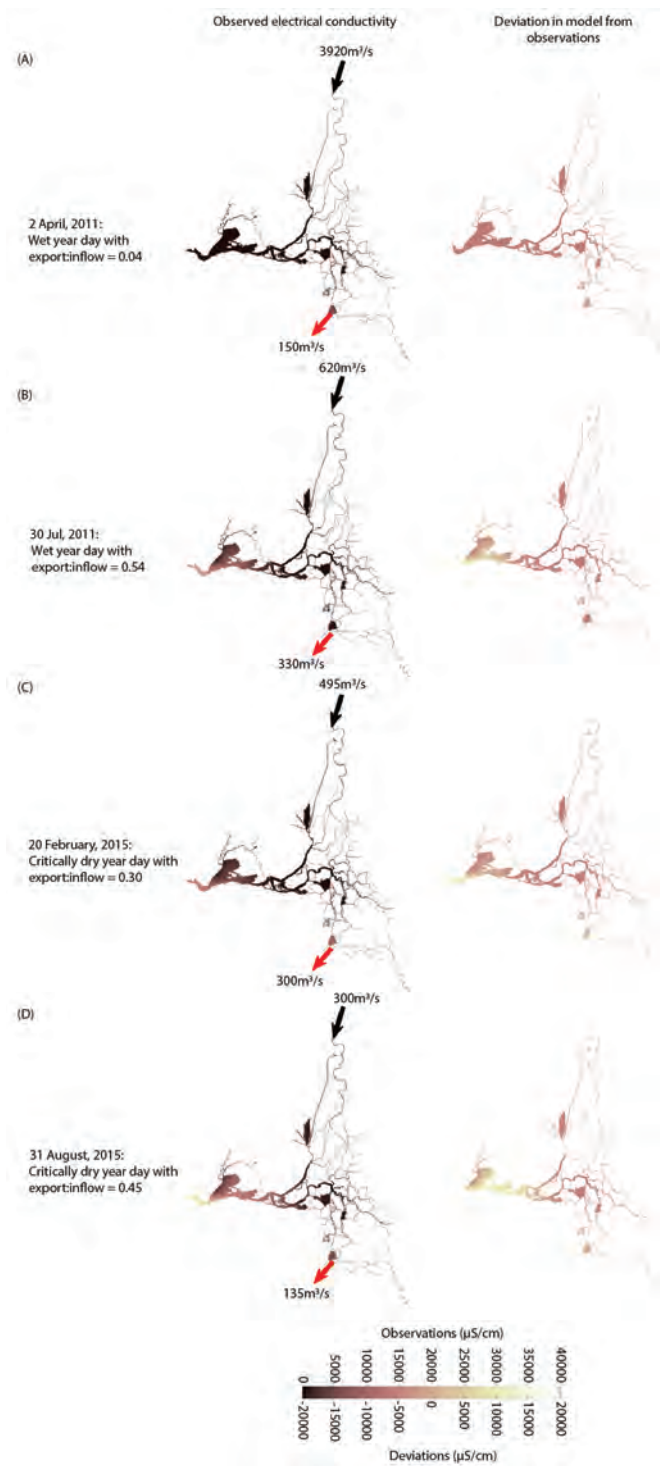 Observed electrical conductivity
Deviation in model from
observations
(A)
3920m³/s
2 April, 2011:
Wet year day with
export:inflow = 0.04
150m³/s
(B)
620m³/s
30 Jul, 2011:
Wet year day with
export:inflow = 0.54
330m³/s
(C)
495m³/s
20 February, 2015:
Critically dry year day with
export:inflow = 0.30
300m³/s
(D)
300m³/s
31 August, 2015:
Critically dry year day with
export:inflow = 0.45
135m³/s
Observations (µS/cm)
0 5000 10000 15000 20000 25000 30000 35000 40000
-20000 -15000 -10000 -5000 0 5000 10000 15000 20000
Deviations (µS/cm)